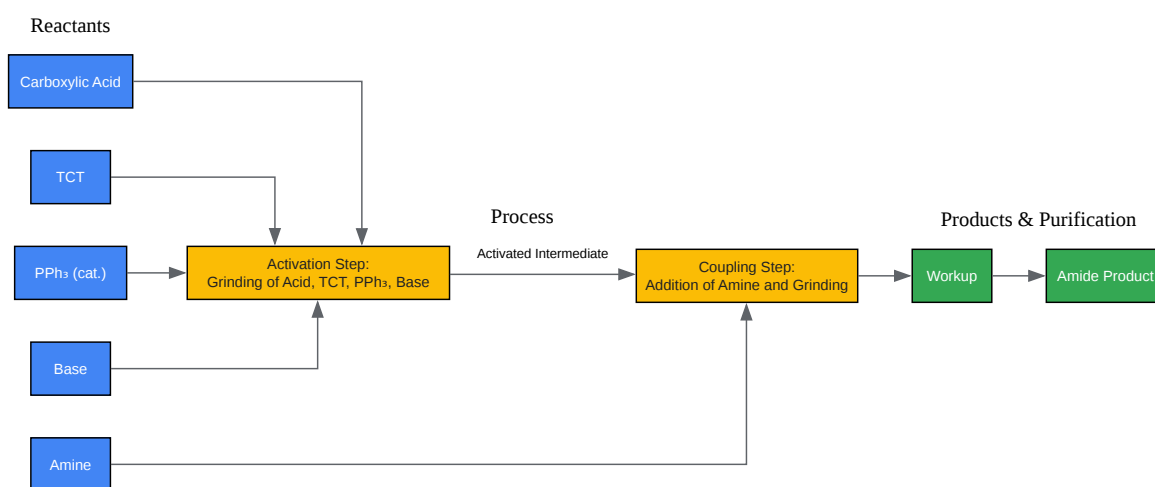 Reactants
Carboxylic Acid
TCT
PPh₃ (cat.)
Base
Amine
Process
Activation Step:
Grinding of Acid, TCT, PPh₃, Base
Activated Intermediate
Coupling Step:
Addition of Amine and Grinding
Products & Purification
Workup
Amide Product